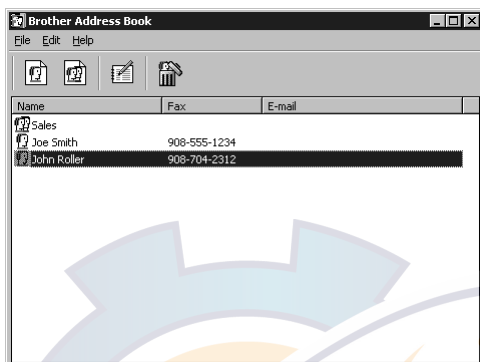 Brother Address Book
File Edit Help
Name Fax E-mail
Sales
Joe Smith 908-555-1234
John Roller 908-704-2312